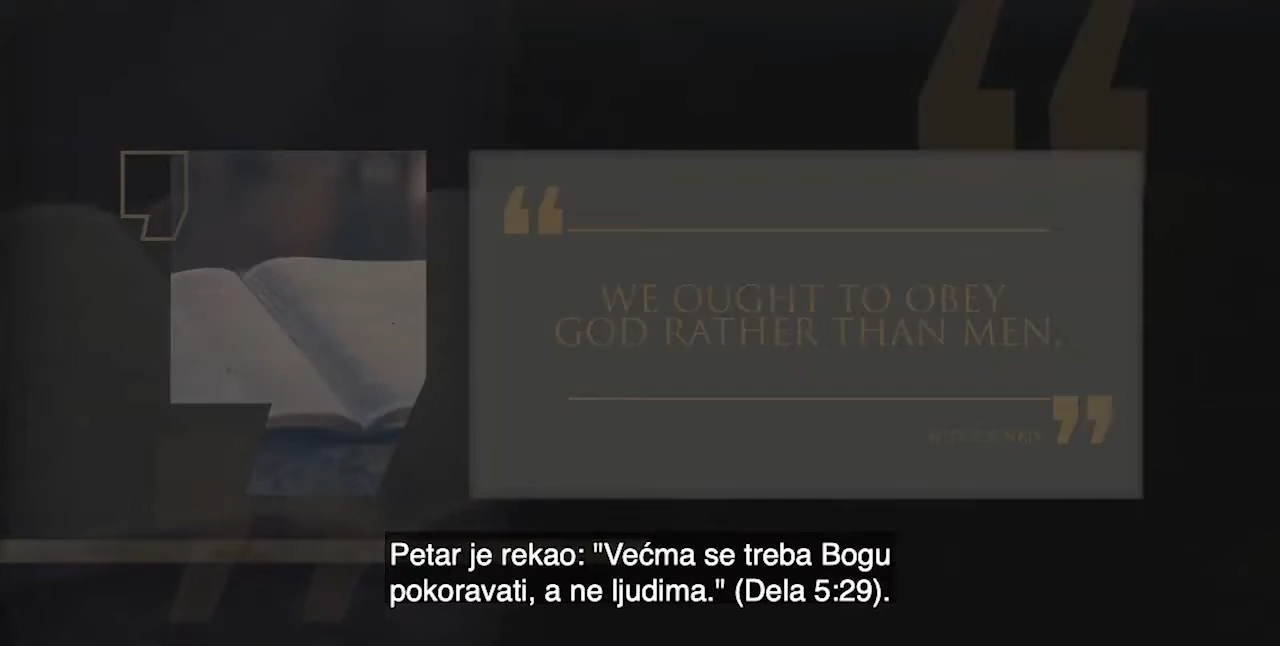 WE OUGHT TO OBEY
GOD RATHER THAN MEN,
Petar je rekao: "Većma se treba Bogu
pokoravati, a ne ljudima." (Dela 5:29).